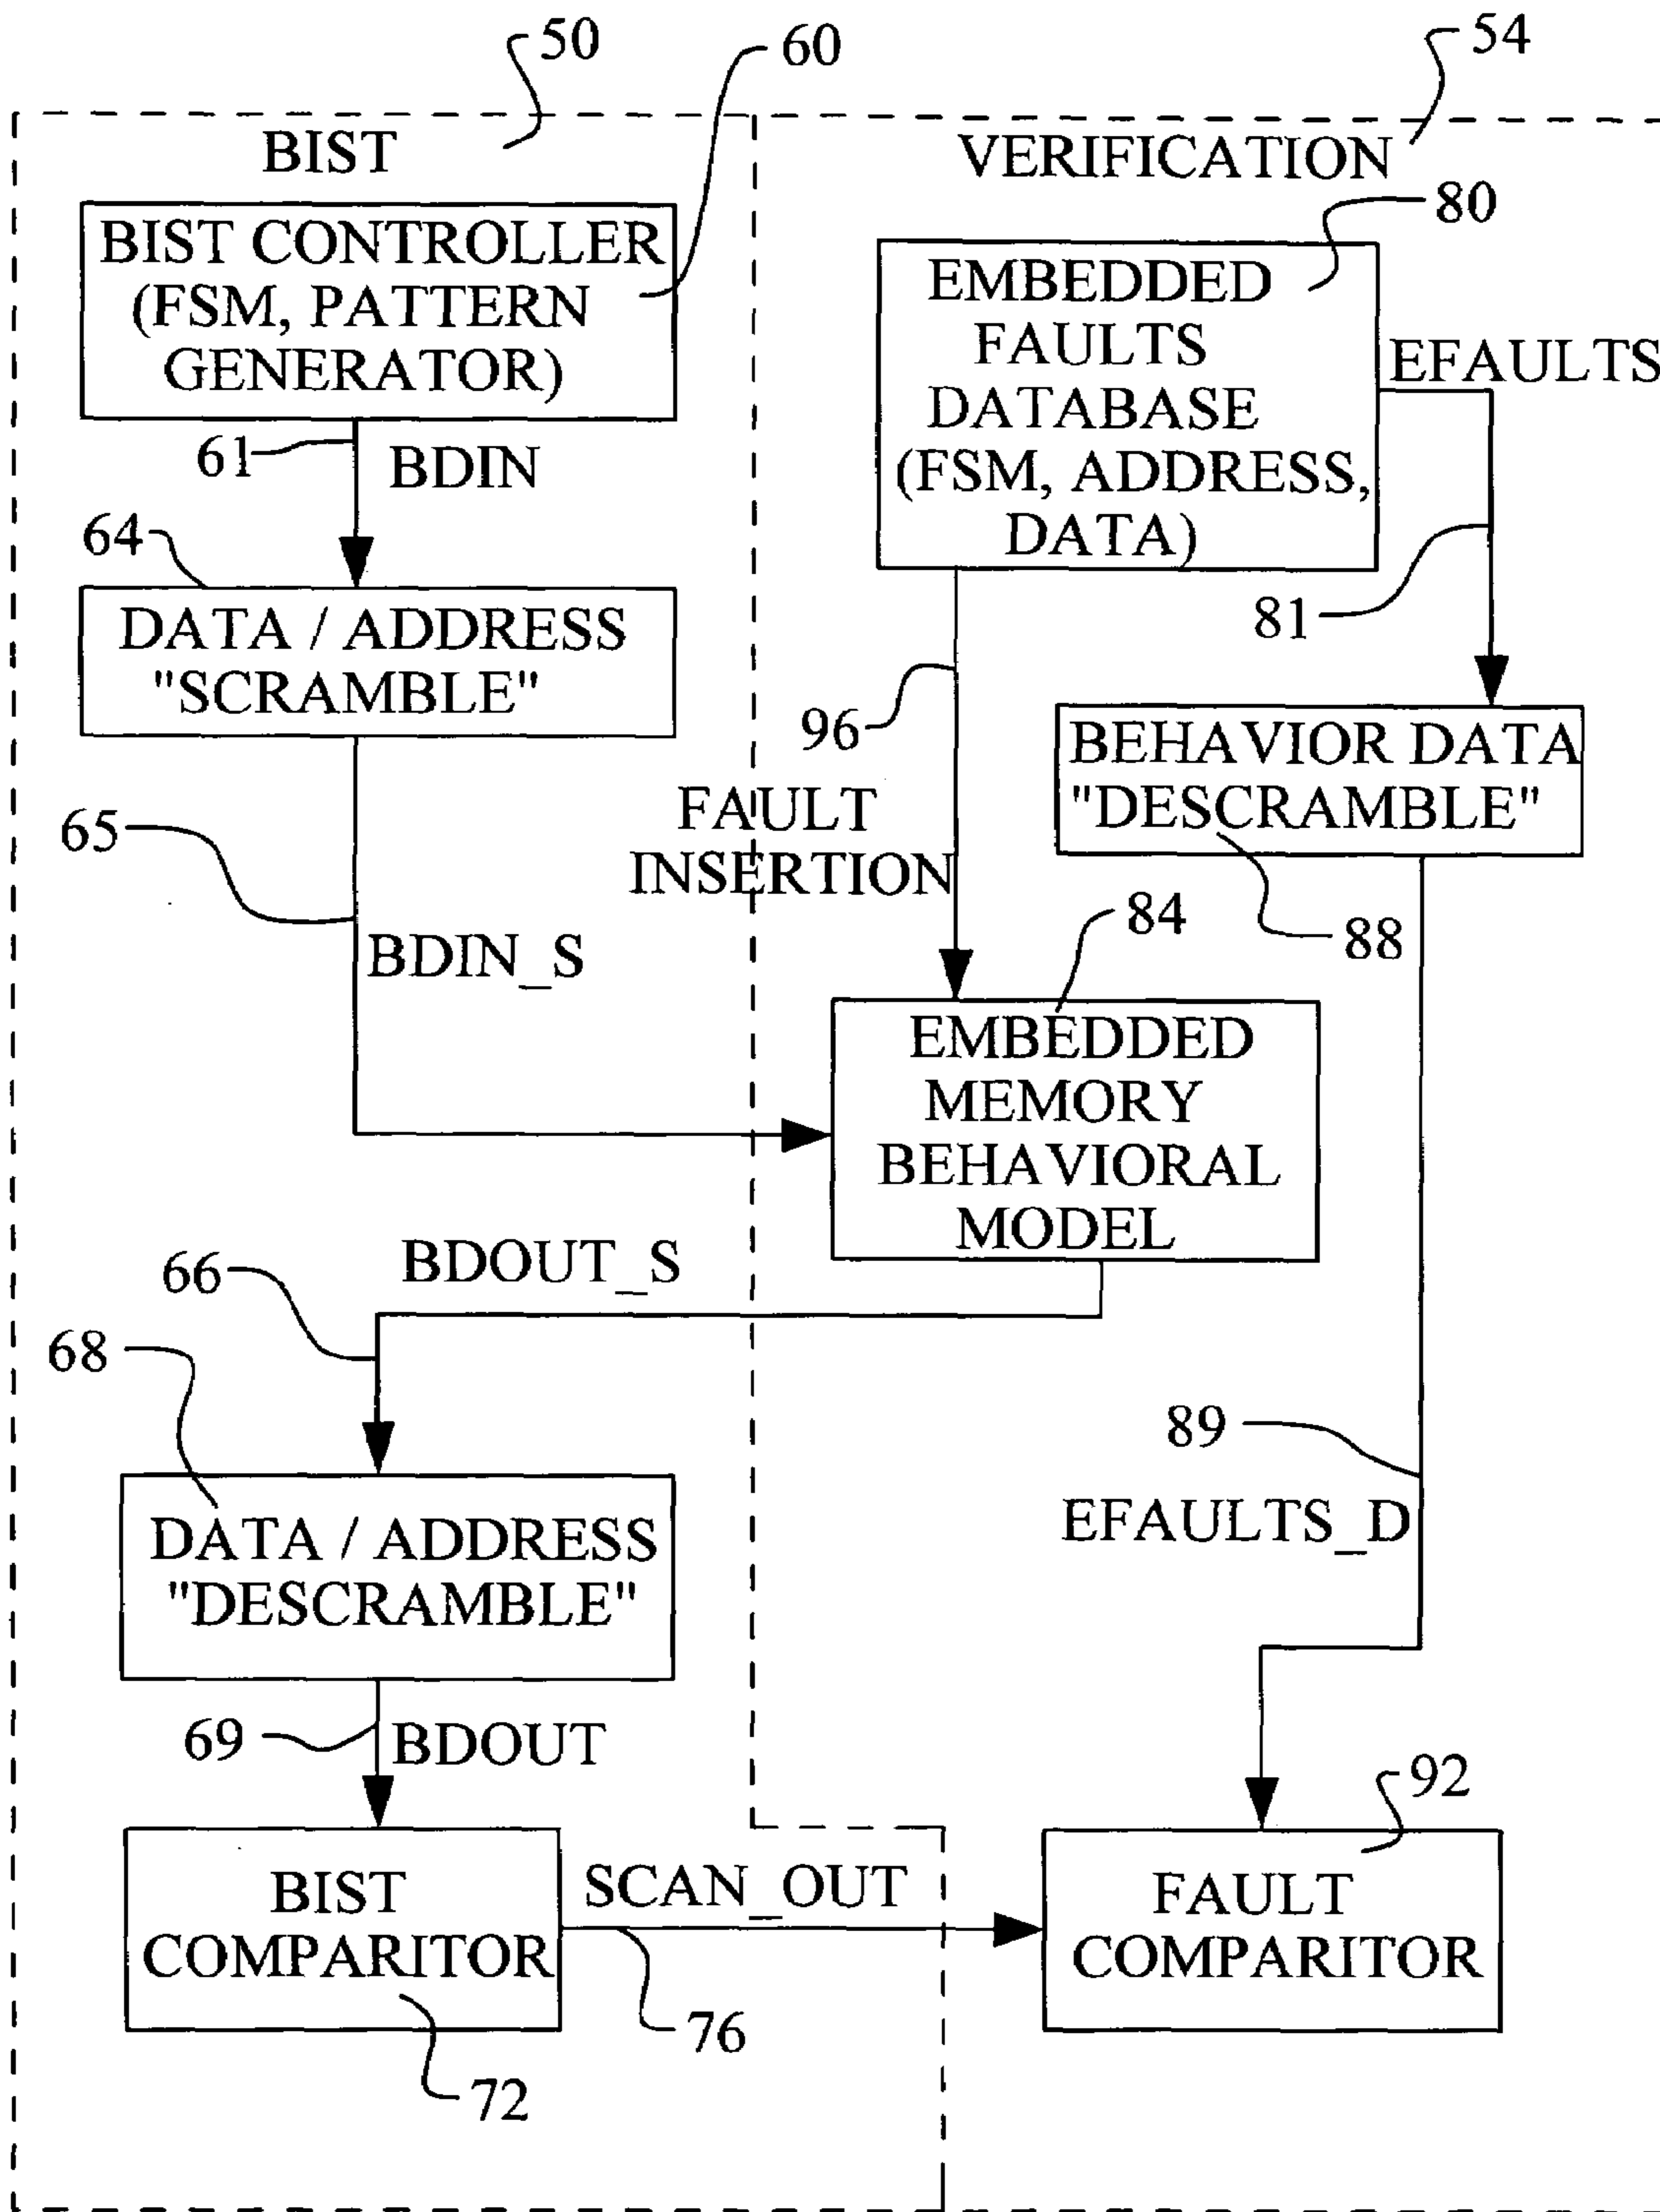 50
60
54
BIST
VERIFICATION
BIST CONTROLLER
(FSM, PATTERN
GENERATOR)
80
EMBEDDED
FAULTS
DATABASE
(FSM, ADDRESS,
DATA)
EFAULTS
61
BDIN
64
DATA / ADDRESS
"SCRAMBLE"
81
96
BEHAVIOR DATA
"DESCRAMBLE"
65
FAULT
INSERTION
84
88
BDIN_S
EMBEDDED
MEMORY
BEHAVIORAL
MODEL
BDOUT_S
66
68
89
DATA / ADDRESS
"DESCRAMBLE"
EFAULTS_D
69
BDOUT
92
BIST
COMPARITOR
SCAN_OUT
FAULT
COMPARITOR
76
72